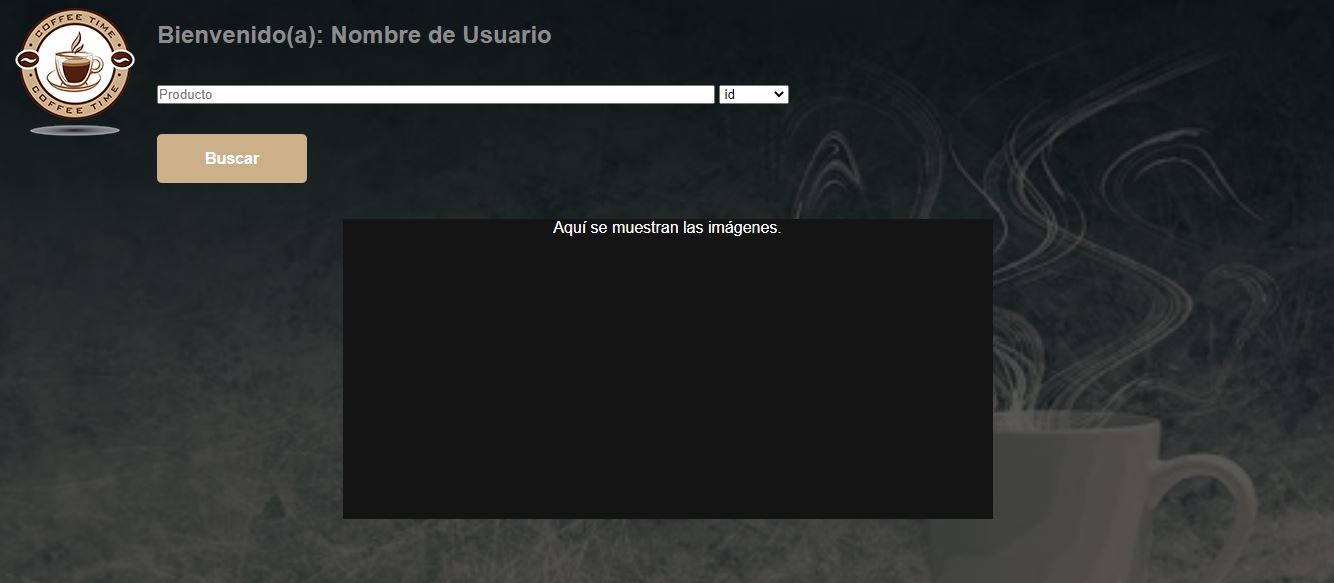 COFFEE TIME
COFFEE TIME
Bienvenido(a): Nombre de Usuario
Producto
id
Buscar
Aquí se muestran las imágenes.